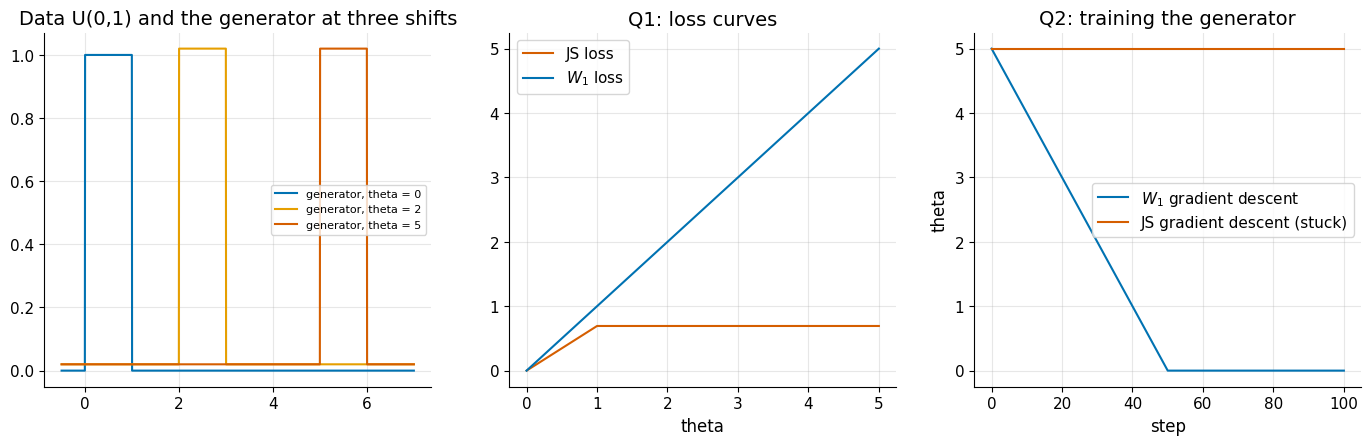 Data U(0,1) and the generator at three shifts
1.0
0.8
0.6
0.4
0.2
0.0
generator, theta = 0
generator, theta = 2
generator, theta = 5
0 2 4 6
Q1: loss curves
5
4
3
2
1
0
JS loss
W₁ loss
0 1 2 3 4 5
theta
Q2: training the generator
theta
5
4
3
2
1
0
W₁ gradient descent
JS gradient descent (stuck)
0 20 40 60 80 100
step